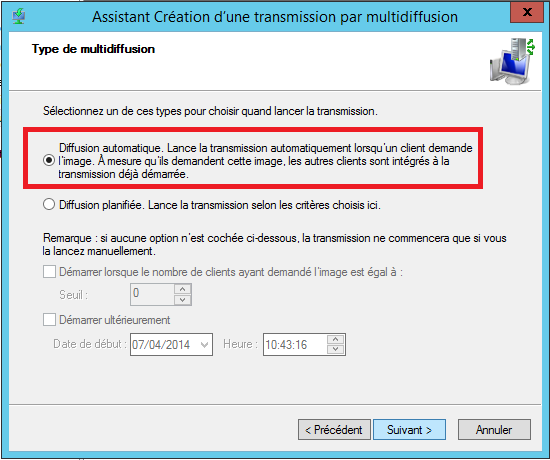 Assistant Création d'une transmission par multidiffusion
x
Type de multidiffusion
Sélectionnez un de ces types pour choisir quand lancer la transmission.
Diffusion automatique. Lance la transmission automatiquement lorsqu'un client demande
l'image. À mesure qu'ils demandent cette image, les autres clients sont intégrés à la
transmission déjà démarrée.
Diffusion planifiée. Lance la transmission selon les critères choisis ici.
Remarque : si aucune option n'est cochée ci-dessous, la transmission ne commencera que si vous
la lancez manuellement.
Démarrer lorsque le nombre de clients ayant demandé l'image est égal à :
Seuil : 0
Démarrer ultérieurement
Date de début : 07/04/2014 Heure : 10:43:16
< Précédent Suivant > Annuler